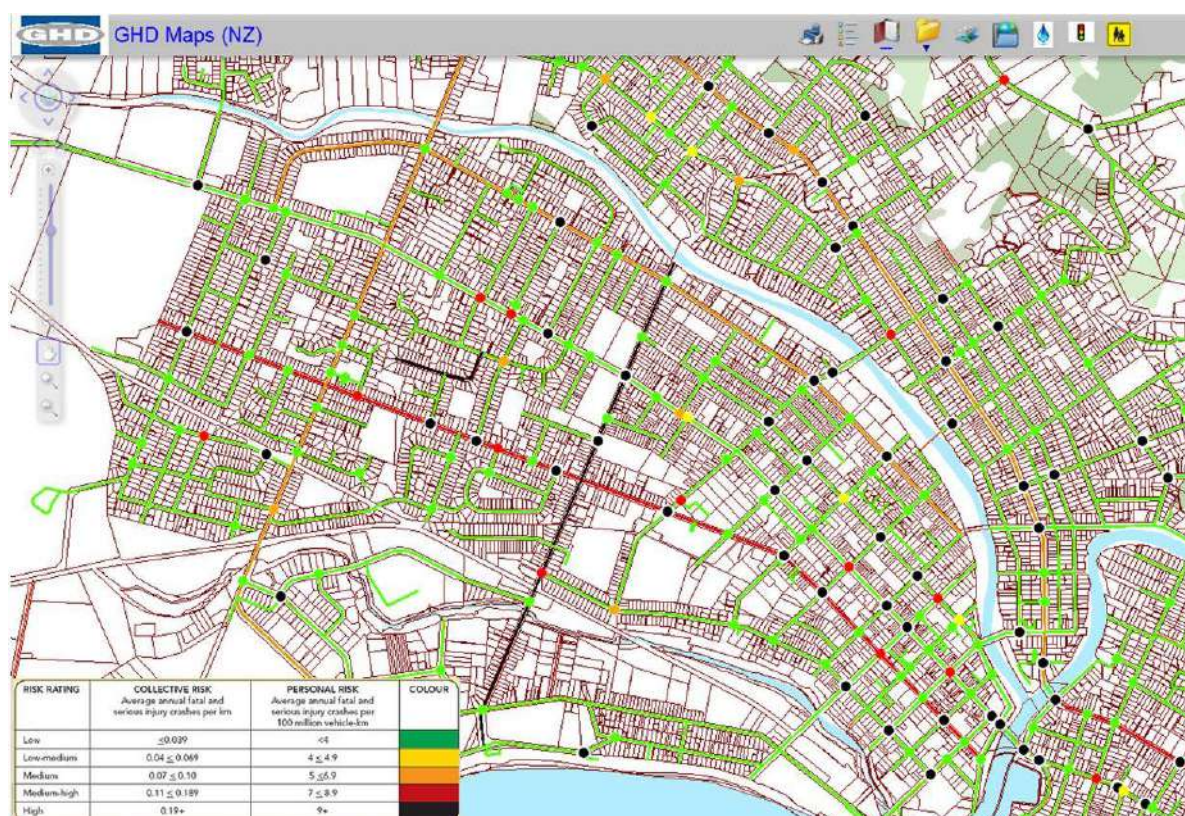 GHD GHD Maps (NZ)
RISK RATING COLLECTIVE RISK PERSONAL RISK COLOUR
Average annual fatal and Average annual fatal and
serious injury crashes per km serious injury crashes per
100 million vehicle-km
Low ≤0.039 <4
Low-medium 0.04 ≤ 0.069 4 ≤ 4.9
Medium 0.07 ≤ 0.10 5 ≤6.9
Medium-high 0.11 ≤ 0.189 7 ≤ 8.9
High 0.19+ 9+